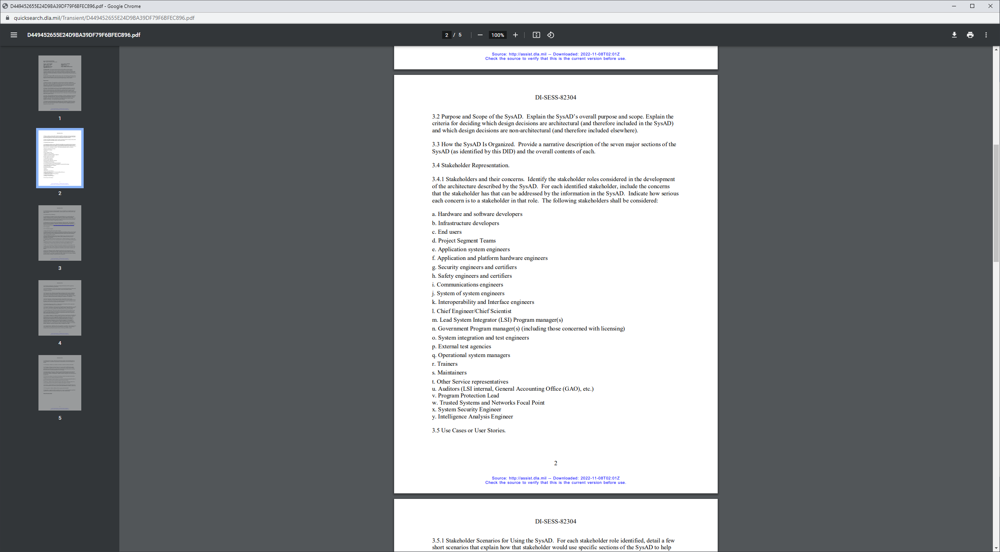 D449452655E24D9BA39DF79F6BFEC896.pdf - Google Chrome
quicksearch.dla.mil/Transient/D449452655E24D9BA39DF79F6BFEC896.pdf
D449452655E24D9BA39DF79F6BFEC896.pdf
2 / 5
100%
1
2
3
4
5
Source: http://assist.dla.mil -- Downloaded: 2022-11-08T02:01Z
Check the source to verify that this is the current version before use.
DI-SESS-82304
3.2 Purpose and Scope of the SysAD. Explain the SysAD’s overall purpose and scope. Explain the
criteria for deciding which design decisions are architectural (and therefore included in the SysAD)
and which design decisions are non-architectural (and therefore included elsewhere).
3.3 How the SysAD Is Organized. Provide a narrative description of the seven major sections of the
SysAD (as identified by this DID) and the overall contents of each.
3.4 Stakeholder Representation.
3.4.1 Stakeholders and their concerns. Identify the stakeholder roles considered in the development
of the architecture described by the SysAD. For each identified stakeholder, include the concerns
that the stakeholder has that can be addressed by the information in the SysAD. Indicate how serious
each concern is to a stakeholder in that role. The following stakeholders shall be considered:
a. Hardware and software developers
b. Infrastructure developers
c. End users
d. Project Segment Teams
e. Application system engineers
f. Application and platform hardware engineers
g. Security engineers and certifiers
h. Safety engineers and certifiers
i. Communications engineers
j. System of system engineers
k. Interoperability and Interface engineers
l. Chief Engineer/Chief Scientist
m. Lead System Integrator (LSI) Program manager(s)
n. Government Program manager(s) (including those concerned with licensing)
o. System integration and test engineers
p. External test agencies
q. Operational system managers
r. Trainers
s. Maintainers
t. Other Service representatives
u. Auditors (LSI internal, General Accounting Office (GAO), etc.)
v. Program Protection Lead
w. Trusted Systems and Networks Focal Point
x. System Security Engineer
y. Intelligence Analysis Engineer
3.5 Use Cases or User Stories.
2
Source: http://assist.dla.mil -- Downloaded: 2022-11-08T02:01Z
Check the source to verify that this is the current version before use.
DI-SESS-82304
3.5.1 Stakeholder Scenarios for Using the SysAD. For each stakeholder role identified, detail a few
short scenarios that explain how that stakeholder would use specific sections of the SysAD to help